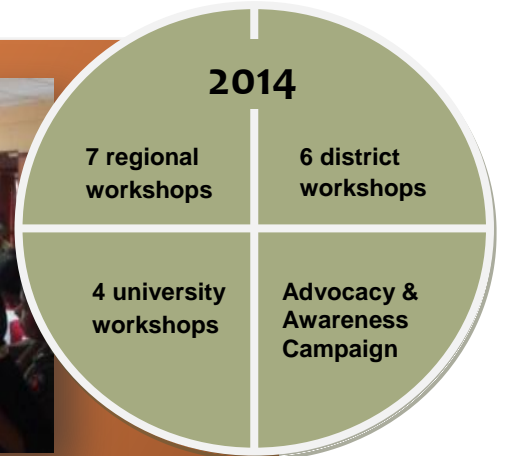 2014
7 regional
workshops
6 district
workshops
4 university
workshops
Advocacy &
Awareness
Campaign